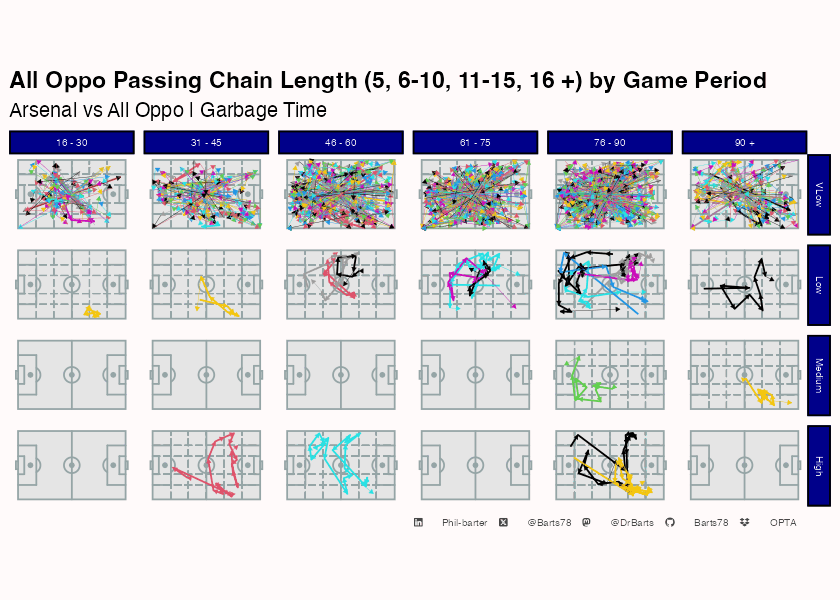 All Oppo Passing Chain Length (5, 6-10, 11-15, 16 +) by Game Period
Arsenal vs All Oppo | Garbage Time
16 - 30
31 - 45
46 - 60
61 - 75
76 - 90
90 +
VLow
Low
Medium
High
Phil-barter @Barts78 @DrBarts Barts78 OPTA